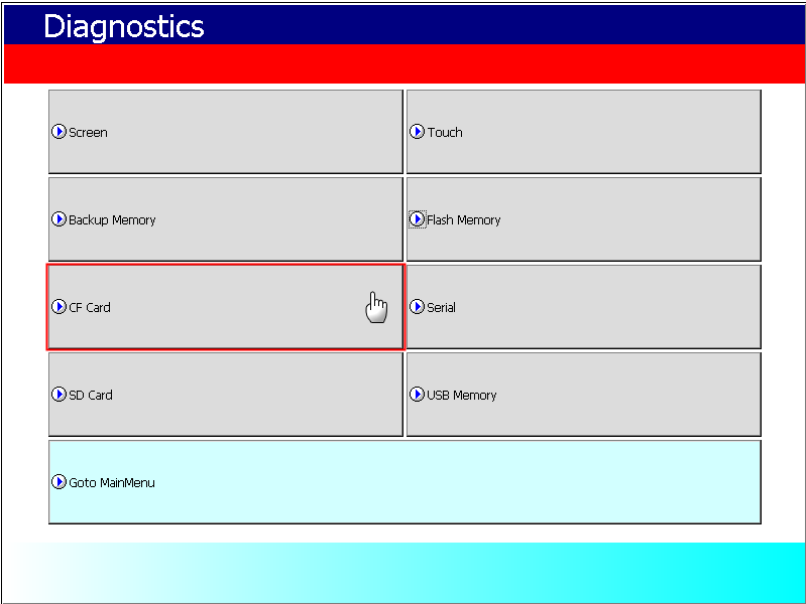 Diagnostics
Screen
Touch
Backup Memory
Flash Memory
CF Card
Serial
SD Card
USB Memory
Goto MainMenu